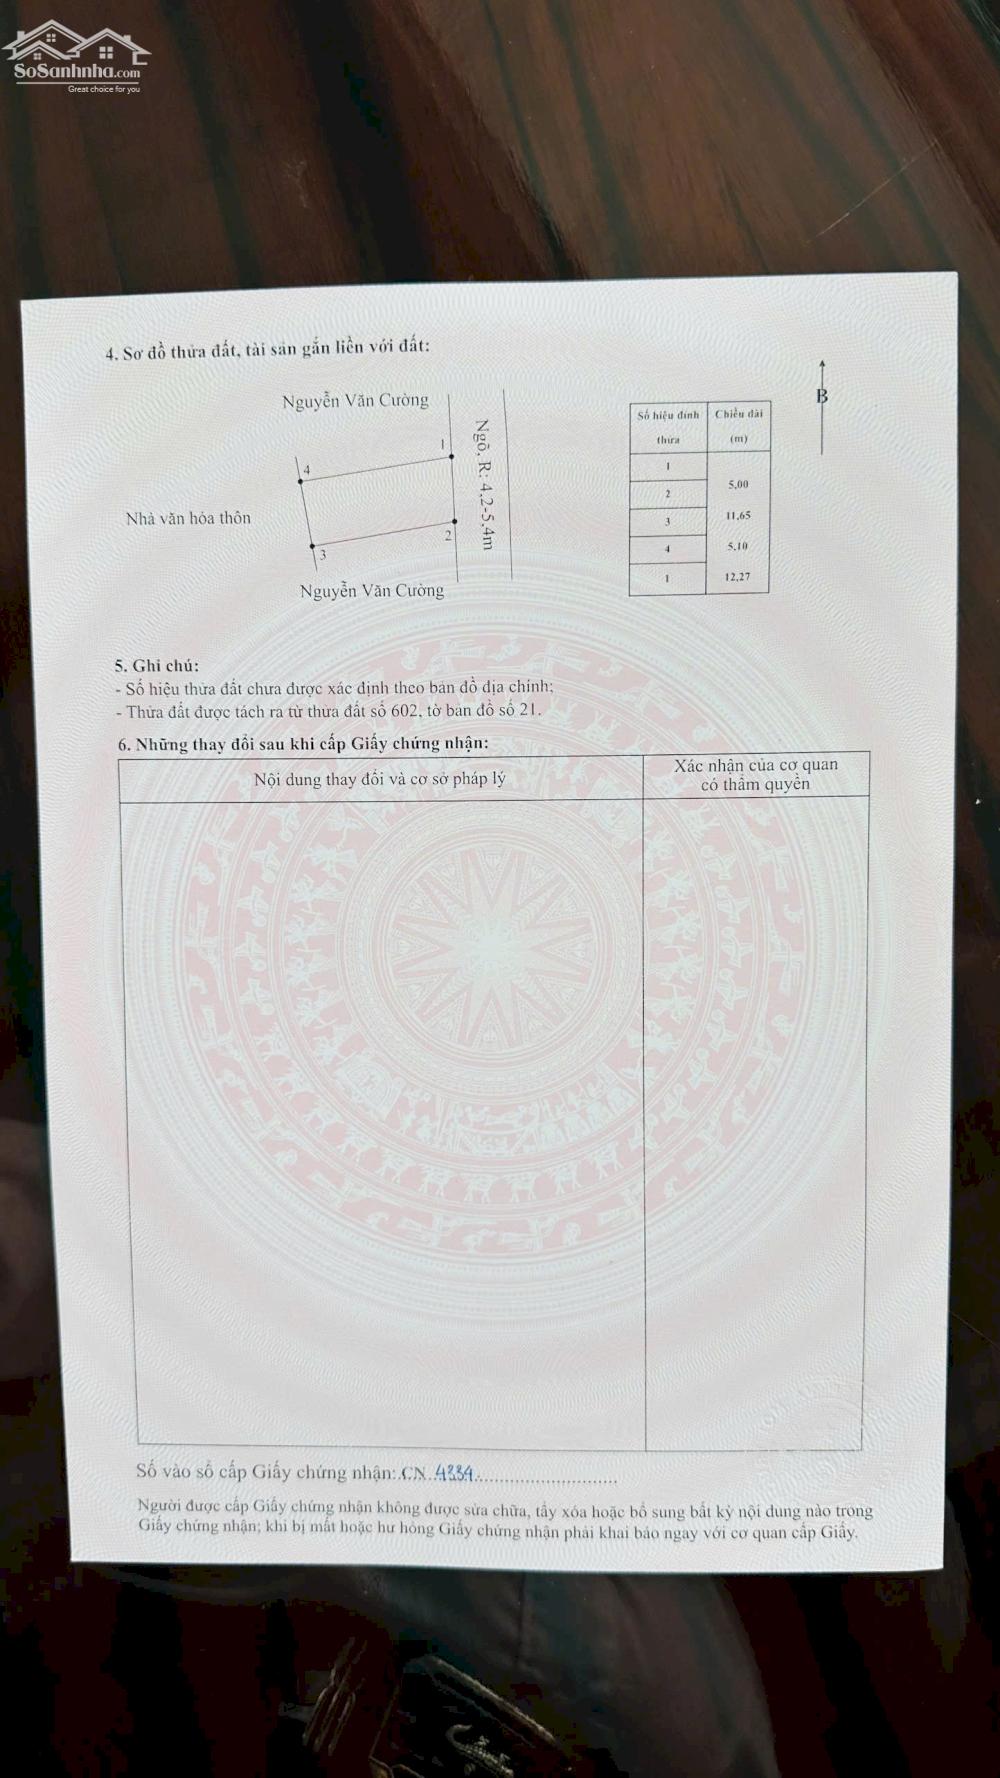 SoSanhnha.com
Great choice for you
4. Sơ đồ thửa đất, tài sản gắn liền với đất:
Nguyễn Văn Cường
Ngõ, R: 4,2-5,4m
1
4
Nhà văn hóa thôn
2
3
Nguyễn Văn Cường
B
Số hiệu đỉnh thửa
Chiều dài (m)
1
5,00
2
11,65
3
5,10
4
12,27
1
5. Ghi chú:
- Số hiệu thửa đất chưa được xác định theo bản đồ địa chính;
- Thửa đất được tách ra từ thửa đất số 602, tờ bản đồ số 21.
6. Những thay đổi sau khi cấp Giấy chứng nhận:
Nội dung thay đổi và cơ sở pháp lý
Xác nhận của cơ quan
có thẩm quyền
Số vào sổ cấp Giấy chứng nhận: CN
Người được cấp Giấy chứng nhận không được sửa chữa, tẩy xóa hoặc bổ sung bất kỳ nội dung nào trong
Giấy chứng nhận; khi bị mất hoặc hư hỏng Giấy chứng nhận phải khai báo ngay với cơ quan cấp Giấy.